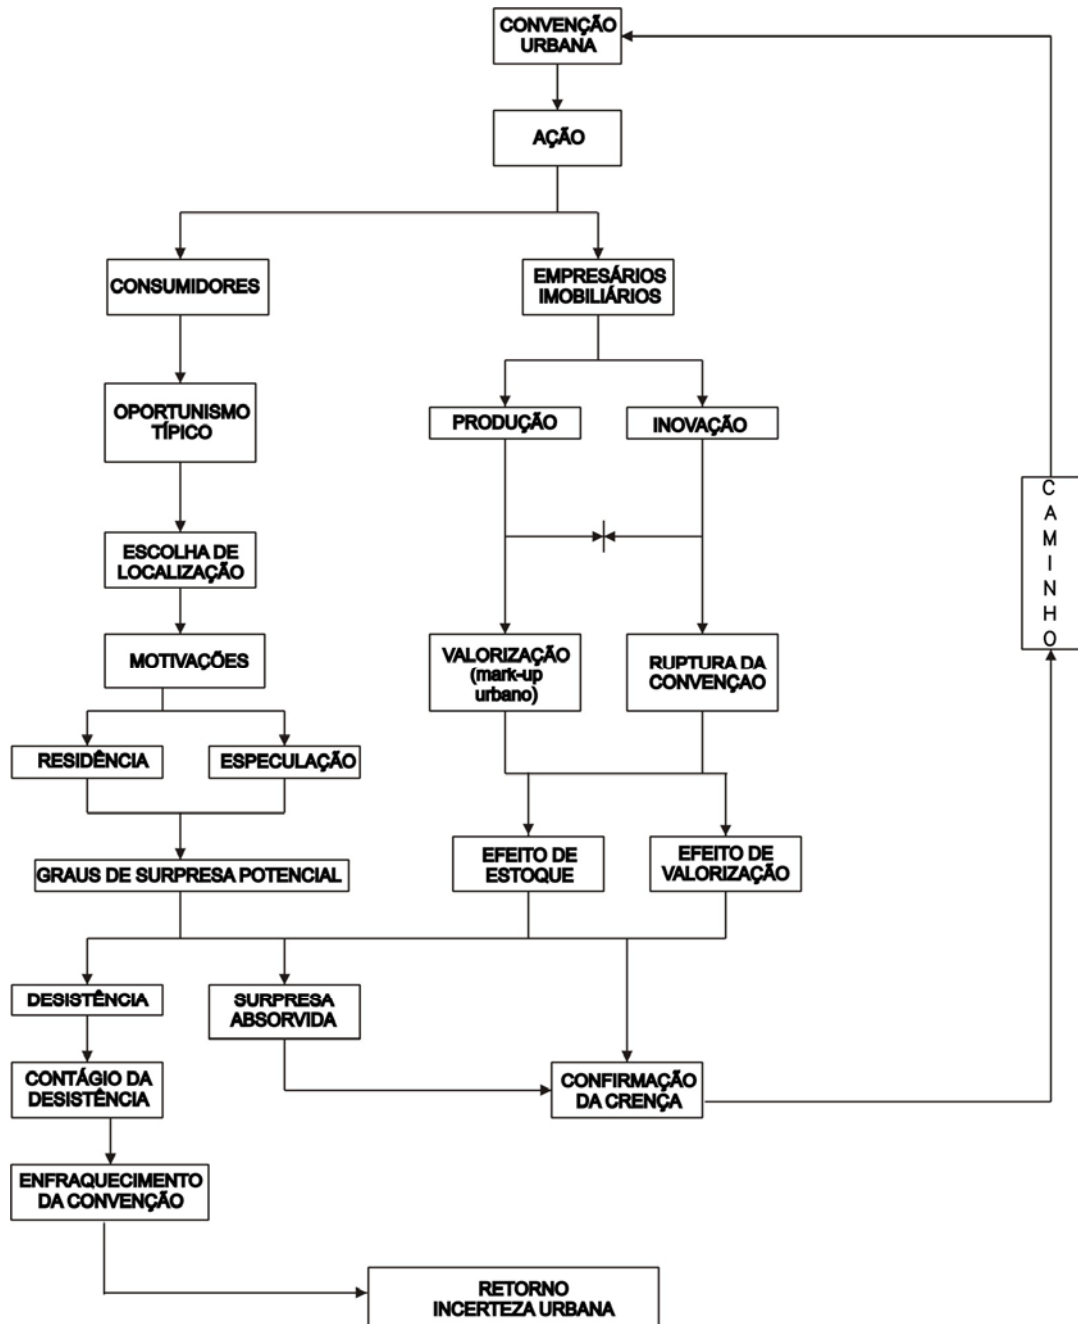 CONVENÇÃO
URBANA
AÇÃO
CONSUMIDORES
EMPRESÁRIOS
IMOBILIÁRIOS
OPORTUNISMO
TÍPICO
PRODUÇÃO
INOVAÇÃO
ESCOLHA DE
LOCALIZAÇÃO
CAMINHO
MOTIVAÇÕES
VALORIZAÇÃO
(mark-up
urbano)
RUPTURA DA
CONVENÇAO
RESIDÊNCIA
ESPECULAÇÃO
GRAUS DE SURPRESA POTENCIAL
EFEITO DE
ESTOQUE
EFEITO DE
VALORIZAÇÃO
DESISTÊNCIA
SURPRESA
ABSORVIDA
CONTÁGIO DA
DESISTÊNCIA
CONFIRMAÇÃO
DA CRENÇA
ENFRAQUECIMENTO
DA CONVENÇÃO
RETORNO
INCERTEZA URBANA